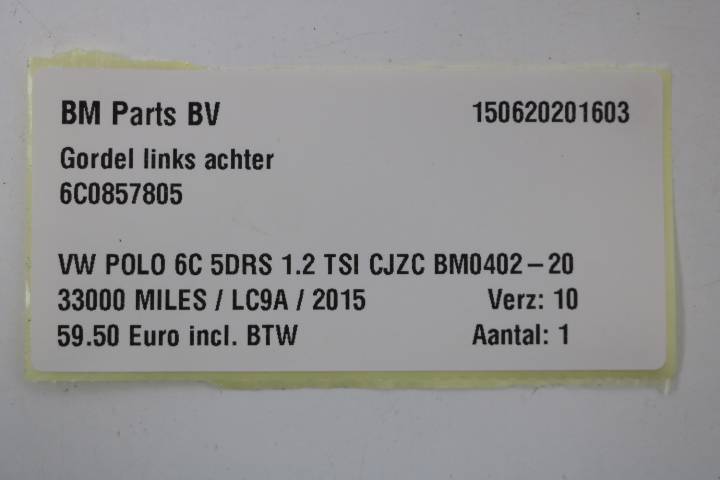 BM Parts BV 150620201603
Gordel links achter
6C0857805
VW POLO 6C 5DRS 1.2 TSI CJZC BM0402-20
33000 MILES / LC9A / 2015 Verz: 10
59.50 Euro incl. BTW Aantal: 1